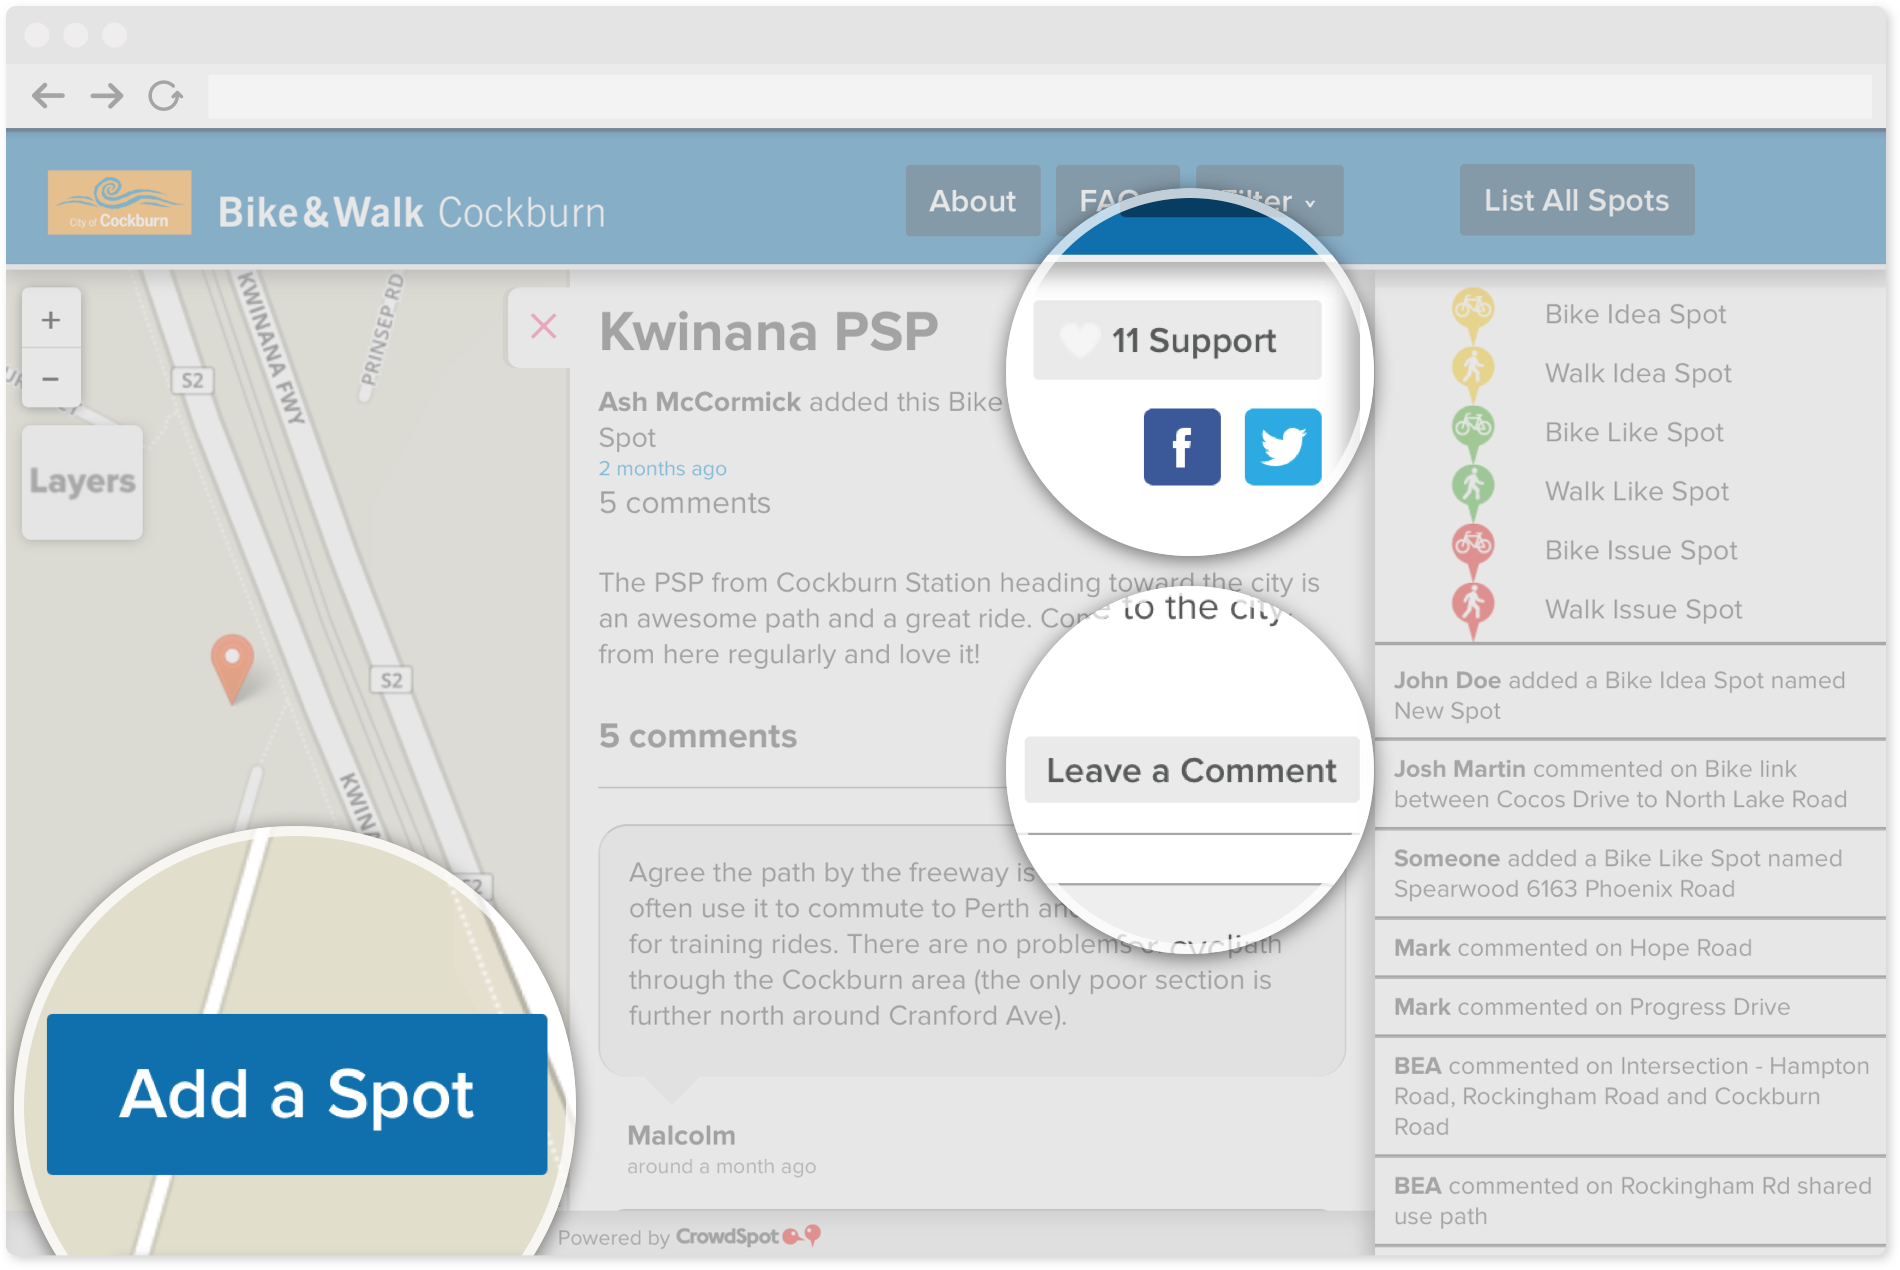 City of Cockburn
Bike&Walk Cockburn
About
FAQ
Filter
List All Spots
+
−
Layers
KWINANA FWY
PRINSEP RD
S2
S2
S2
Kwinana PSP
Ash McCormick added this Bike
Spot
2 months ago
5 comments
11 Support
f
The PSP from Cockburn Station heading toward the city is
an awesome path and a great ride.
from here regularly and love it!
to the city
5 comments
Leave a Comment
Agree the path by the freeway is
often use it to commute to Perth and
for training rides. There are no problems
through the Cockburn area (the only poor section is
further north around Cranford Ave).
Malcolm
around a month ago
Add a Spot
Powered by CrowdSpot
Bike Idea Spot
Walk Idea Spot
Bike Like Spot
Walk Like Spot
Bike Issue Spot
Walk Issue Spot
John Doe added a Bike Idea Spot named
New Spot
Josh Martin commented on Bike link
between Cocos Drive to North Lake Road
Someone added a Bike Like Spot named
Spearwood 6163 Phoenix Road
Mark commented on Hope Road
Mark commented on Progress Drive
BEA commented on Intersection - Hampton
Road, Rockingham Road and Cockburn
Road
BEA commented on Rockingham Rd shared
use path